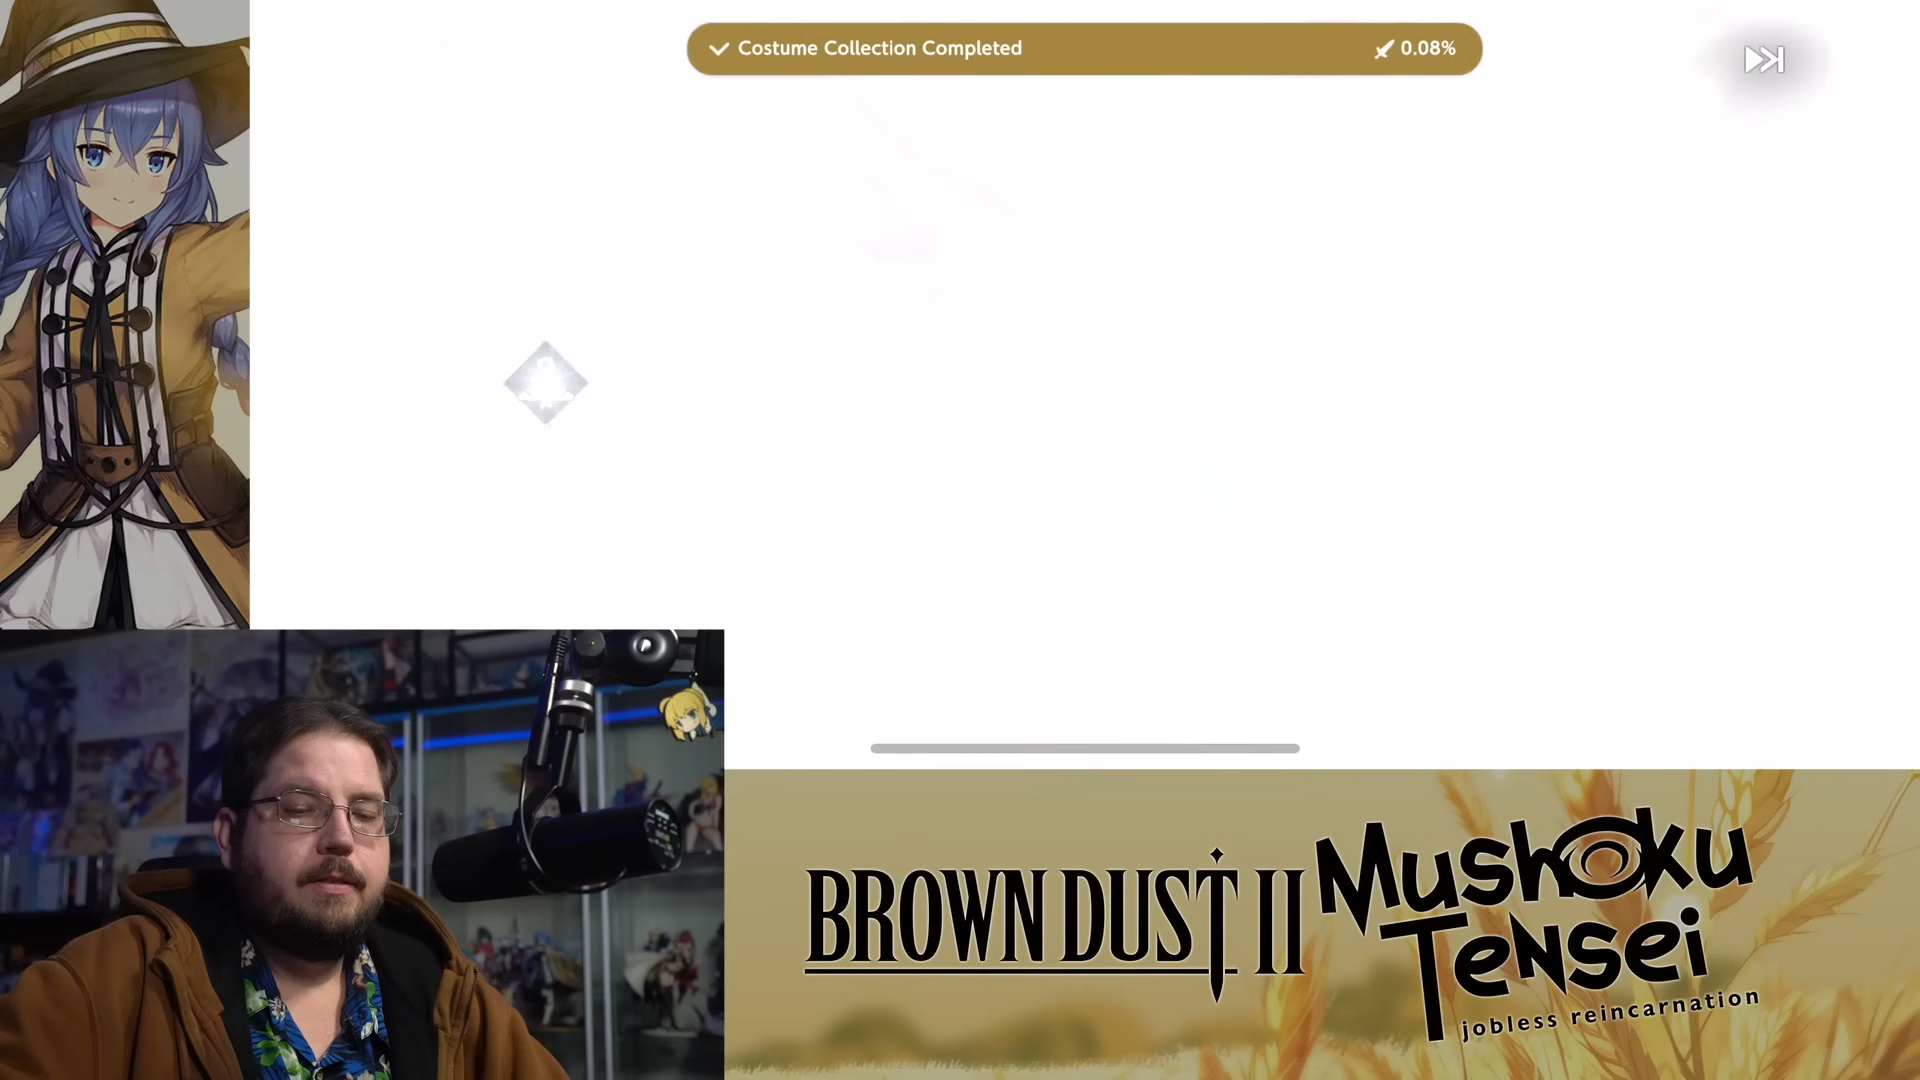 Costume Collection Completed 0.08%
BROWN DUST II
Mushoku
Tensei
jobless reincarnation